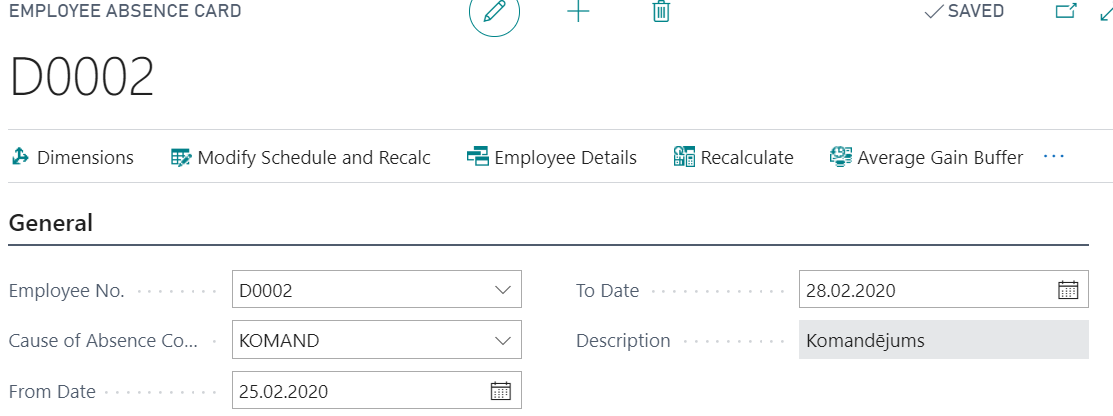 EMPLOYEE ABSENCE CARD
SAVED
D0002
Dimensions Modify Schedule and Recalc Employee Details Recalculate Average Gain Buffer ...
General
Employee No. D0002
To Date 28.02.2020
Cause of Absence Co... KOMAND
Description Komandējums
From Date 25.02.2020